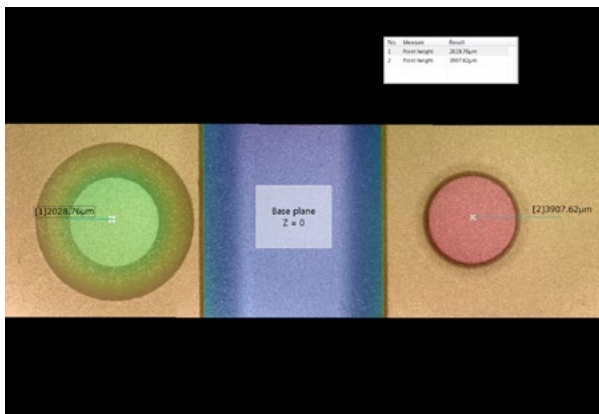 No. Measure Result
1 Point height 2028.76µm
2 Point height 3907.62µm
[1]2028.76µm
Base plane
Z = 0
[2]3907.62µm